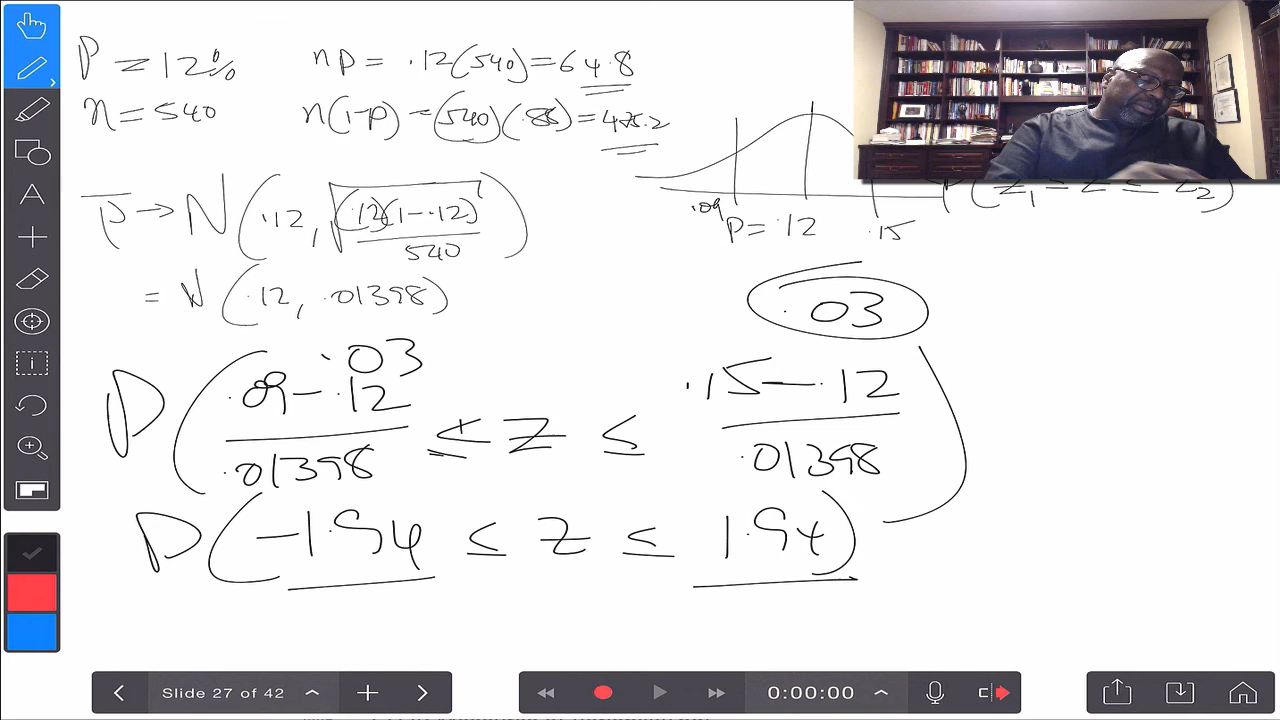 P = 12%
np = .12(540) = 64.8
n = 540
n(1-p) = (540)(.88) = 475.2
p̅ → N(.12, √(.12)(1-.12)/540)
= N(.12, .01398)
.09
P = .12
.15
(z₁ ≤ z ≤ z₂)
.03
.03
P(.09 - .12/.01398 ≤ Z ≤ .15 - .12/.01398)
P(-1.94 ≤ Z ≤ 1.94)
Slide 27 of 42
0:00:00